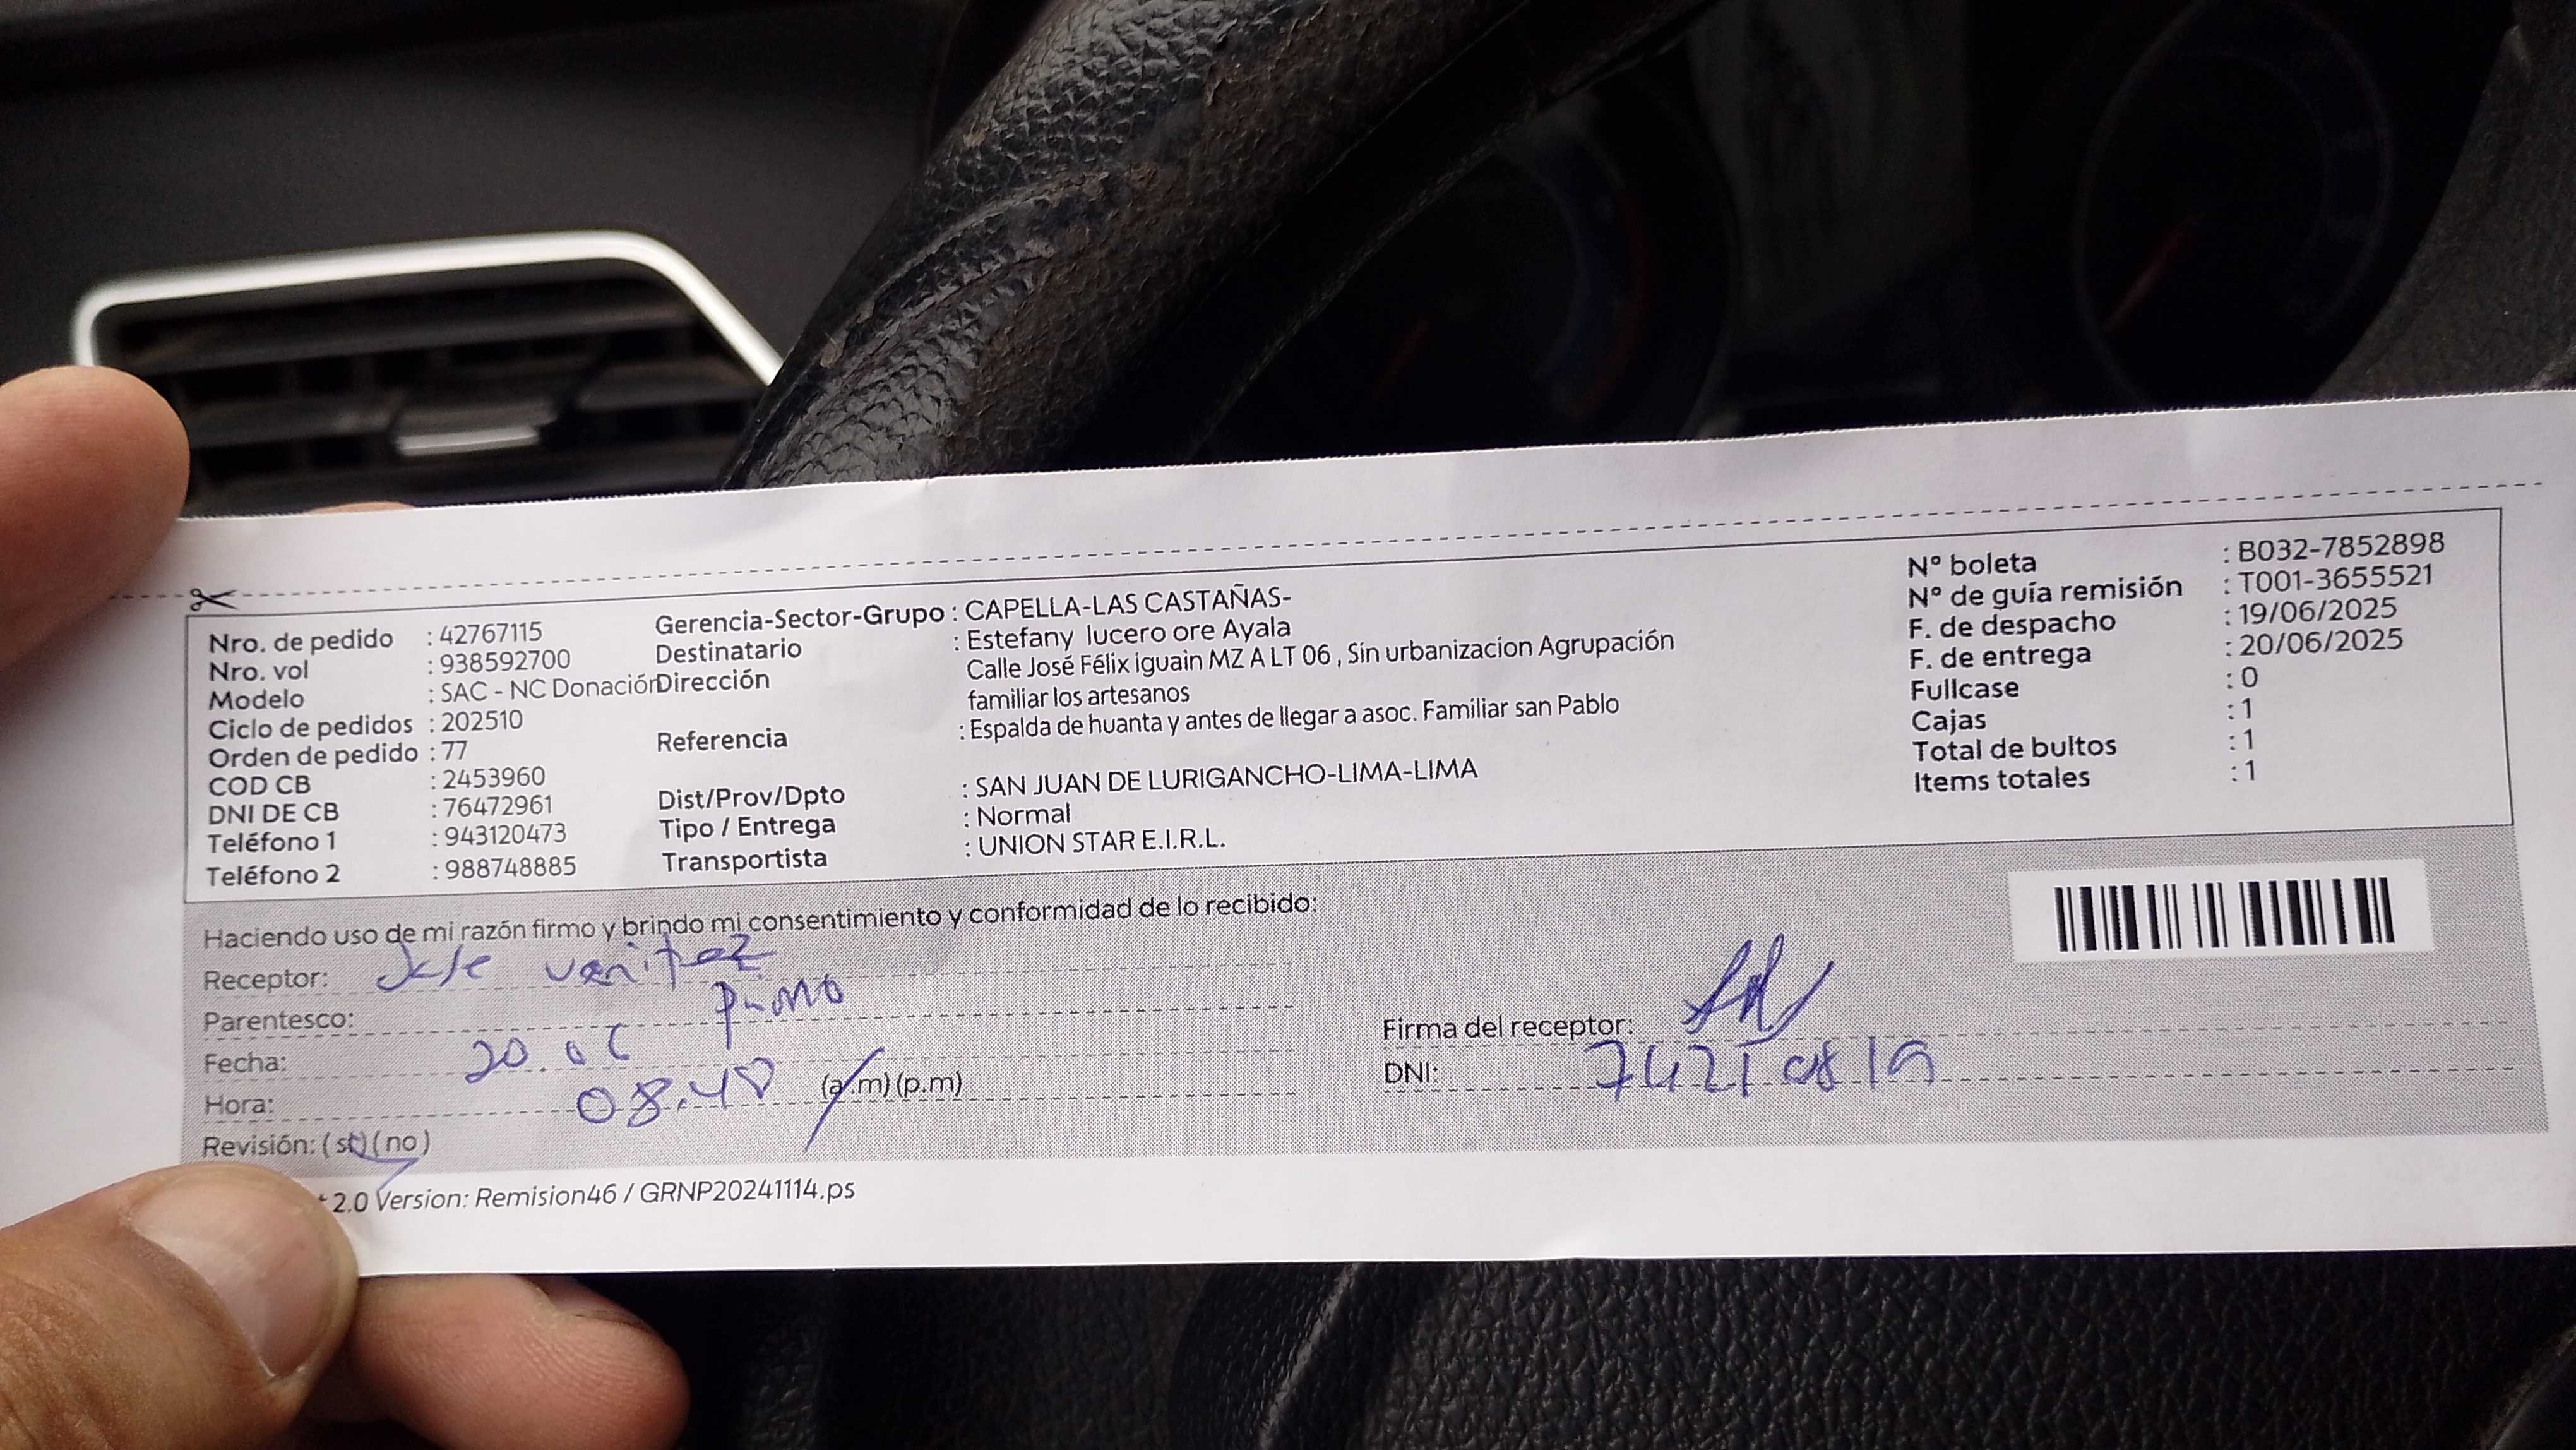 Nro. de pedido : 42767115
Nro. vol : 938592700
Modelo : SAC - NC Donación
Ciclo de pedidos : 202510
Orden de pedido : 77
COD CB : 2453960
DNI DE CB : 76472961
Teléfono 1 : 943120473
Teléfono 2 : 988748885
Gerencia-Sector-Grupo : CAPELLA-LAS CASTAÑAS-
Destinatario : Estefany lucero ore Ayala
Dirección Calle José Félix iguain MZ A LT 06 , Sin urbanizacion Agrupación
familiar los artesanos
Referencia : Espalda de huanta y antes de llegar a asoc. Familiar san Pablo
Dist/Prov/Dpto : SAN JUAN DE LURIGANCHO-LIMA-LIMA
Tipo / Entrega : Normal
Transportista : UNION STAR E.I.R.L.
N° boleta : B032-7852898
N° de guía remisión : T001-3655521
F. de despacho : 19/06/2025
F. de entrega : 20/06/2025
Fullcase : 0
Cajas : 1
Total de bultos : 1
Items totales : 1
Haciendo uso de mi razón firmo y brindo mi consentimiento y conformidad de lo recibido:
Receptor:
Parentesco: primo
Fecha: 20.06
Hora: 08.40 (a.m) (p.m)
Revisión: (si) (no)
Firma del receptor:
DNI:
2.0 Version: Remision46 / GRNP20241114.ps